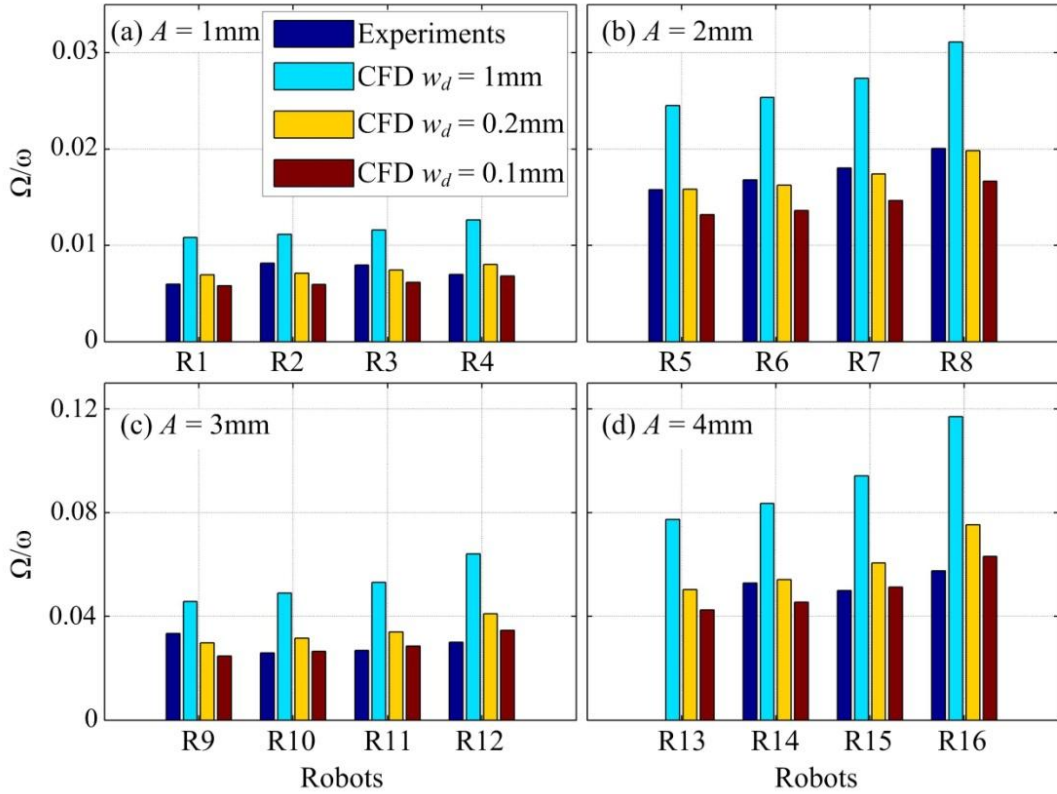 (a) A = 1mm
Experiments
CFD w_d = 1mm
CFD w_d = 0.2mm
CFD w_d = 0.1mm
(b) A = 2mm
Ω/ω
0.03
0.02
0.01
0
R1 R2 R3 R4
R5 R6 R7 R8
(c) A = 3mm
(d) A = 4mm
Ω/ω
0.12
0.08
0.04
0
R9 R10 R11 R12
R13 R14 R15 R16
Robots
Robots